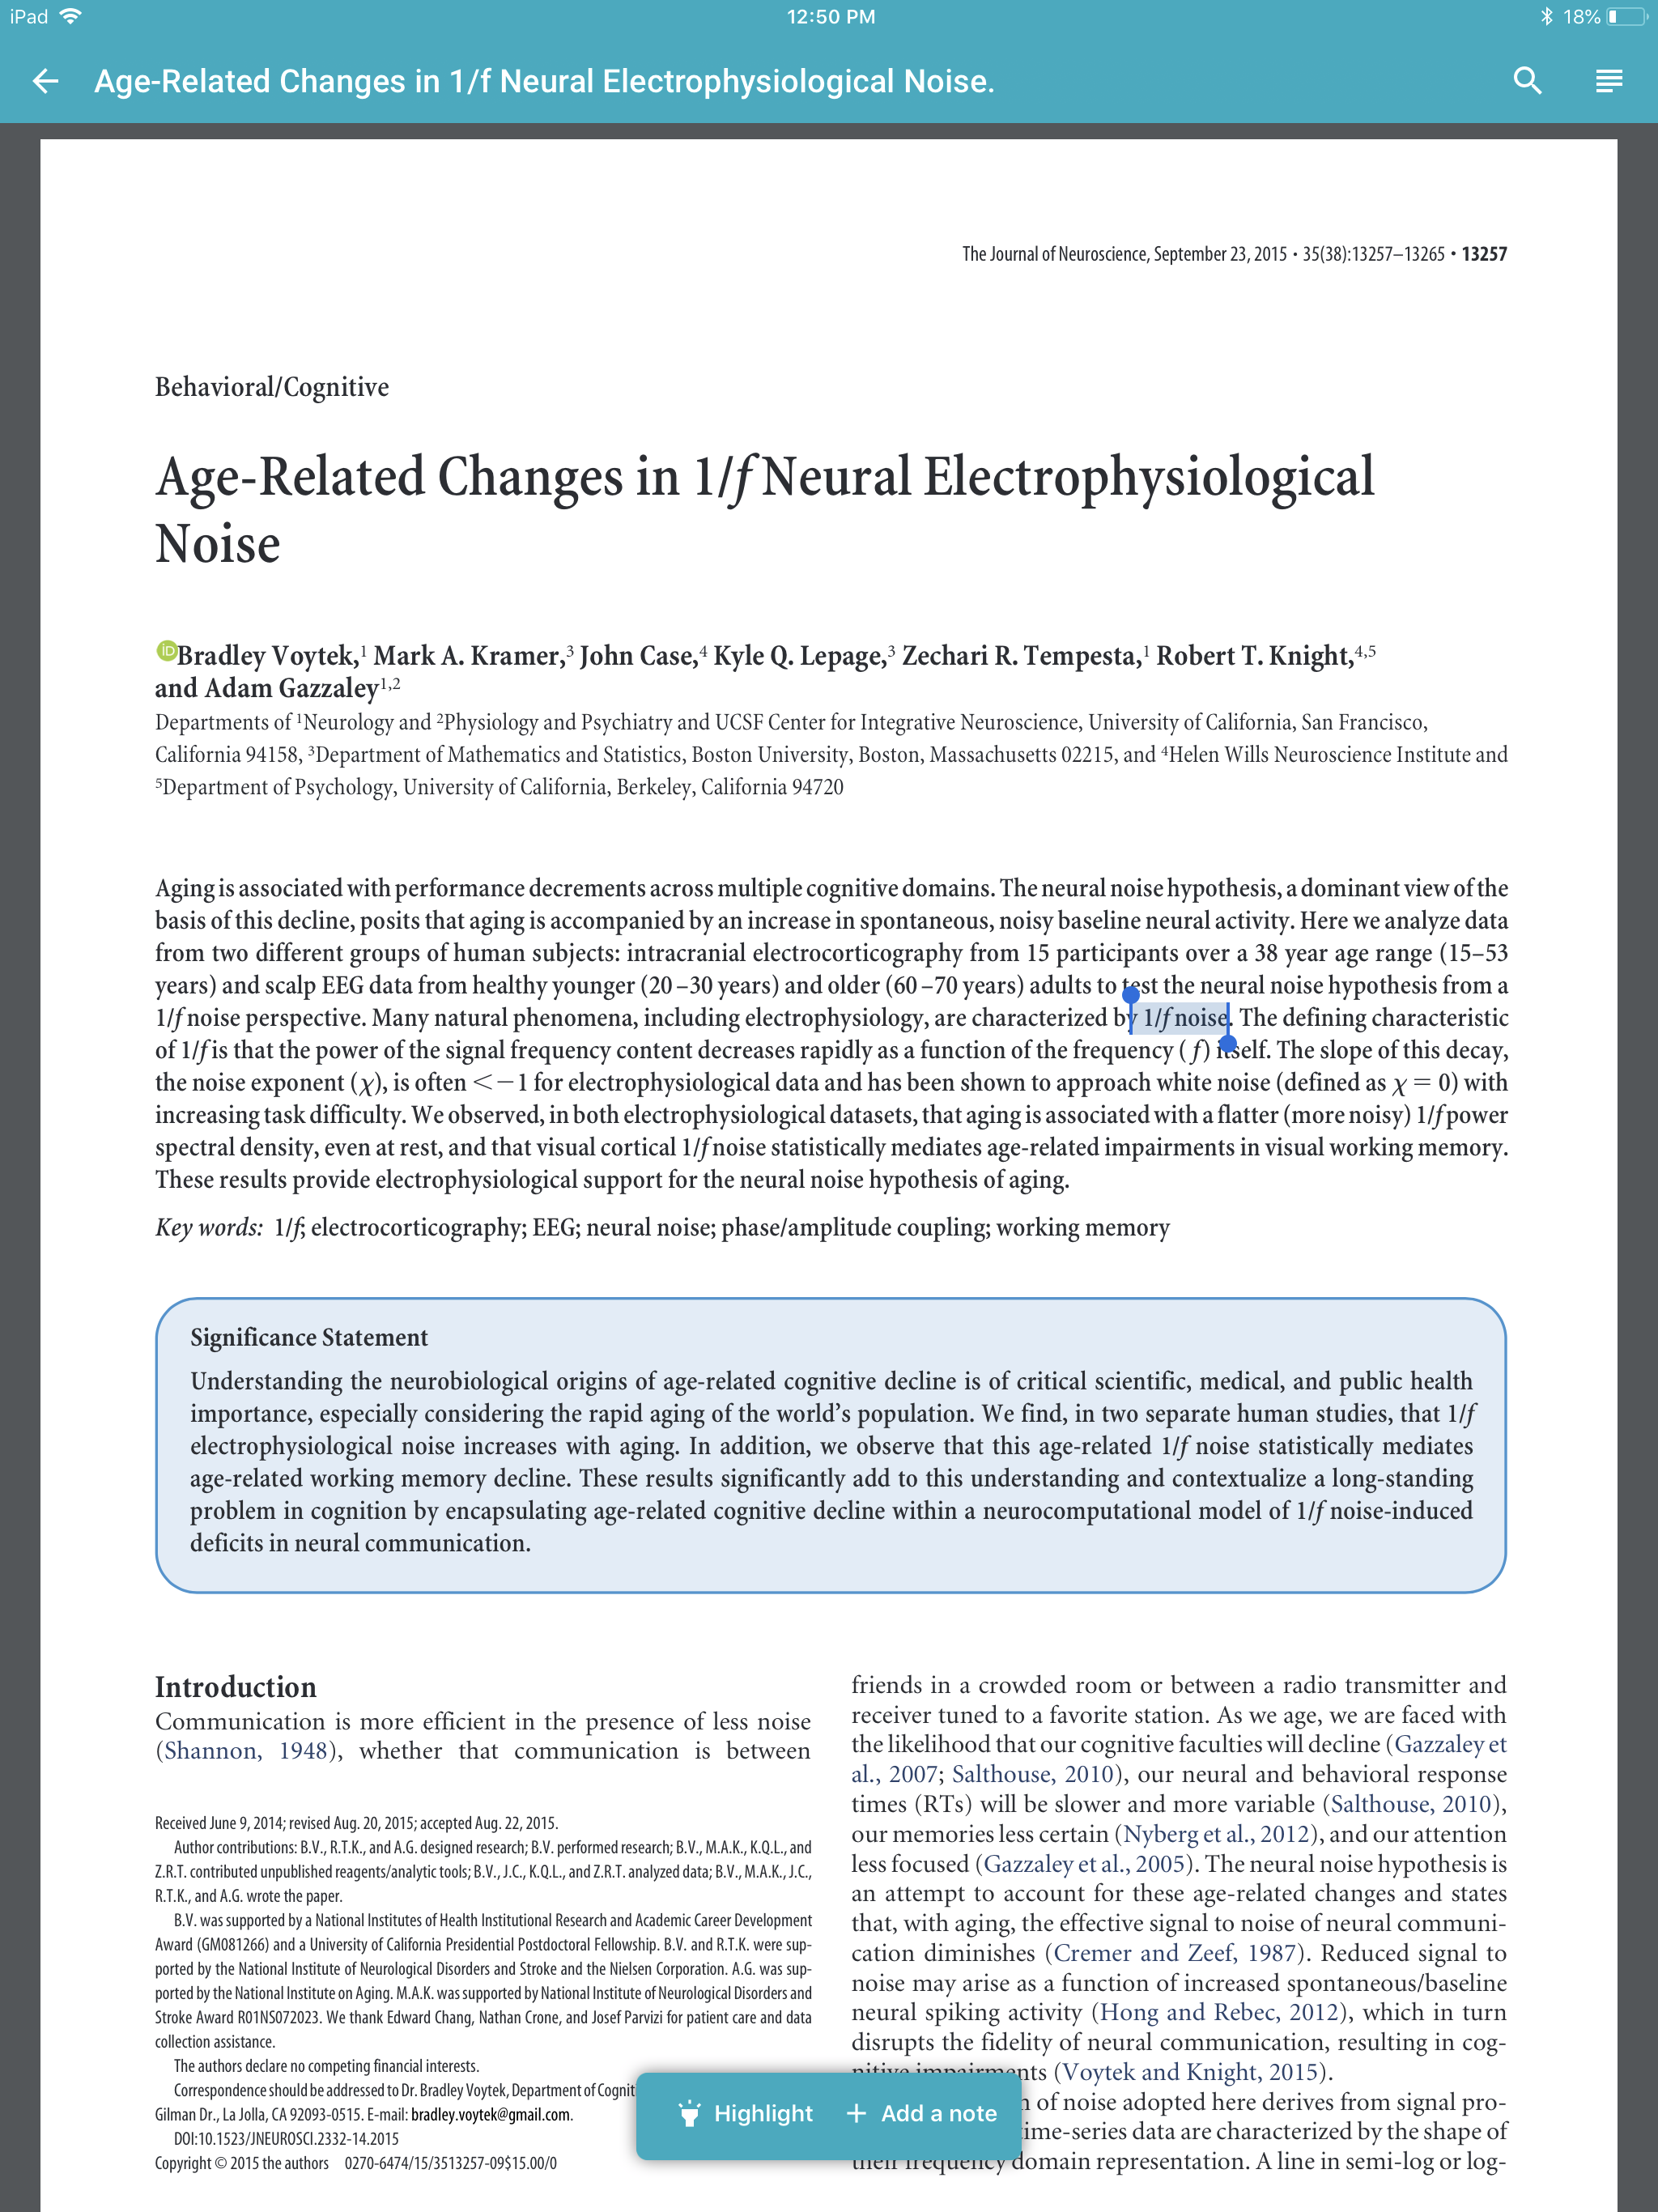 iPad 12:50 PM 18%
Age-Related Changes in 1/f Neural Electrophysiological Noise.
The Journal of Neuroscience, September 23, 2015 • 35(38):13257–13265 • 13257
Behavioral/Cognitive
Age-Related Changes in 1/f Neural Electrophysiological
Noise
iD Bradley Voytek,1 Mark A. Kramer,3 John Case,4 Kyle Q. Lepage,3 Zechari R. Tempesta,1 Robert T. Knight,4,5
and Adam Gazzaley1,2
Departments of 1Neurology and 2Physiology and Psychiatry and UCSF Center for Integrative Neuroscience, University of California, San Francisco,
California 94158, 3Department of Mathematics and Statistics, Boston University, Boston, Massachusetts 02215, and 4Helen Wills Neuroscience Institute and
5Department of Psychology, University of California, Berkeley, California 94720
Aging is associated with performance decrements across multiple cognitive domains. The neural noise hypothesis, a dominant view of the
basis of this decline, posits that aging is accompanied by an increase in spontaneous, noisy baseline neural activity. Here we analyze data
from two different groups of human subjects: intracranial electrocorticography from 15 participants over a 38 year age range (15–53
years) and scalp EEG data from healthy younger (20–30 years) and older (60–70 years) adults to test the neural noise hypothesis from a
1/f noise perspective. Many natural phenomena, including electrophysiology, are characterized by 1/f noise. The defining characteristic
of 1/f is that the power of the signal frequency content decreases rapidly as a function of the frequency (f) itself. The slope of this decay,
the noise exponent (χ), is often <−1 for electrophysiological data and has been shown to approach white noise (defined as χ = 0) with
increasing task difficulty. We observed, in both electrophysiological datasets, that aging is associated with a flatter (more noisy) 1/f power
spectral density, even at rest, and that visual cortical 1/f noise statistically mediates age-related impairments in visual working memory.
These results provide electrophysiological support for the neural noise hypothesis of aging.
Key words: 1/f; electrocorticography; EEG; neural noise; phase/amplitude coupling; working memory
Significance Statement
Understanding the neurobiological origins of age-related cognitive decline is of critical scientific, medical, and public health
importance, especially considering the rapid aging of the world's population. We find, in two separate human studies, that 1/f
electrophysiological noise increases with aging. In addition, we observe that this age-related 1/f noise statistically mediates
age-related working memory decline. These results significantly add to this understanding and contextualize a long-standing
problem in cognition by encapsulating age-related cognitive decline within a neurocomputational model of 1/f noise-induced
deficits in neural communication.
Introduction
Communication is more efficient in the presence of less noise
(Shannon, 1948), whether that communication is between
Received June 9, 2014; revised Aug. 20, 2015; accepted Aug. 22, 2015.
Author contributions: B.V., R.T.K., and A.G. designed research; B.V. performed research; B.V., M.A.K., K.Q.L., and
Z.R.T. contributed unpublished reagents/analytic tools; B.V., J.C., K.Q.L., and Z.R.T. analyzed data; B.V., M.A.K., J.C.,
R.T.K., and A.G. wrote the paper.
B.V. was supported by a National Institutes of Health Institutional Research and Academic Career Development
Award (GM081266) and a University of California Presidential Postdoctoral Fellowship. B.V. and R.T.K. were sup-
ported by the National Institute of Neurological Disorders and Stroke and the Nielsen Corporation. A.G. was sup-
ported by the National Institute on Aging. M.A.K. was supported by National Institute of Neurological Disorders and
Stroke Award R01NS072023. We thank Edward Chang, Nathan Crone, and Josef Parvizi for patient care and data
collection assistance.
The authors declare no competing financial interests.
Correspondence should be addressed to Dr. Bradley Voytek, Department of Cognit
Gilman Dr., La Jolla, CA 92093-0515. E-mail: bradley.voytek@gmail.com.
DOI:10.1523/JNEUROSCI.2332-14.2015
Copyright © 2015 the authors 0270-6474/15/3513257-09$15.00/0
friends in a crowded room or between a radio transmitter and
receiver tuned to a favorite station. As we age, we are faced with
the likelihood that our cognitive faculties will decline (Gazzaley et
al., 2007; Salthouse, 2010), our neural and behavioral response
times (RTs) will be slower and more variable (Salthouse, 2010),
our memories less certain (Nyberg et al., 2012), and our attention
less focused (Gazzaley et al., 2005). The neural noise hypothesis is
an attempt to account for these age-related changes and states
that, with aging, the effective signal to noise of neural communi-
cation diminishes (Cremer and Zeef, 1987). Reduced signal to
noise may arise as a function of increased spontaneous/baseline
neural spiking activity (Hong and Rebec, 2012), which in turn
disrupts the fidelity of neural communication, resulting in cog-
nitive impairments (Voytek and Knight, 2015).
of noise adopted here derives from signal pro-
time-series data are characterized by the shape of
their frequency domain representation. A line in semi-log or log-
Highlight + Add a note